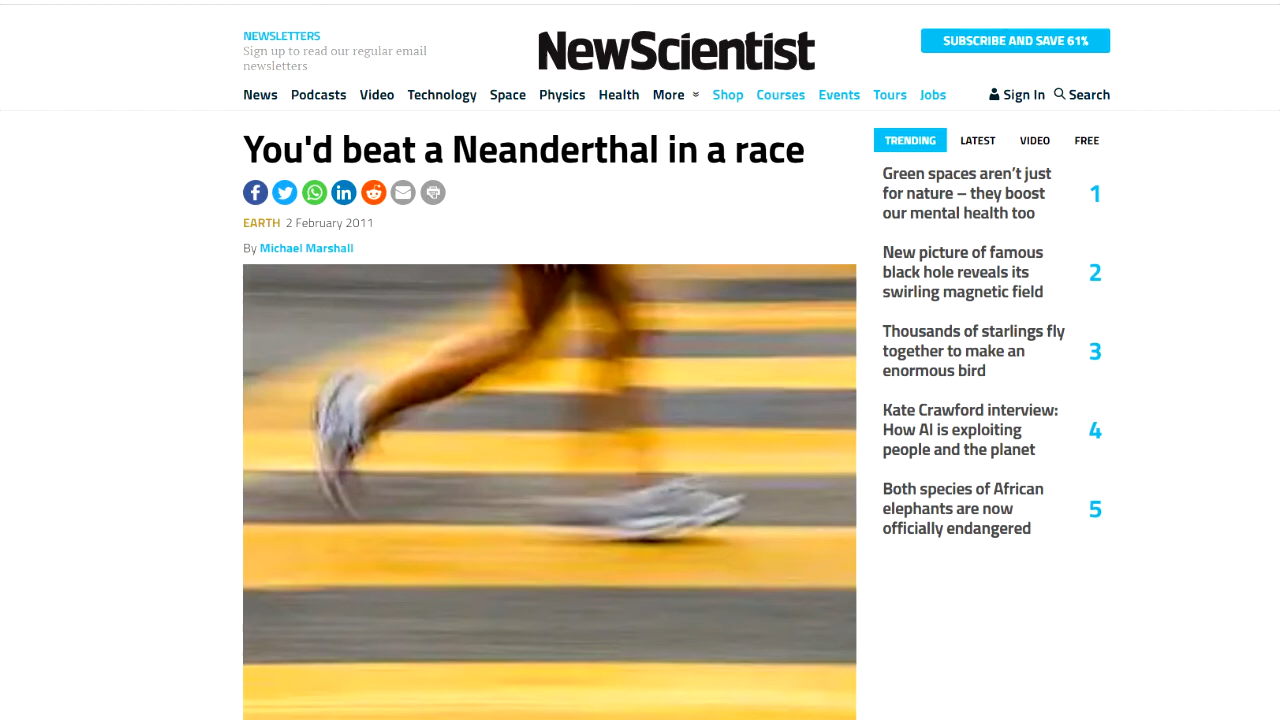 NEWSLETTERS
Sign up to read our regular email
newsletters
NewScientist
SUBSCRIBE AND SAVE 61%
News Podcasts Video Technology Space Physics Health More Shop Courses Events Tours Jobs Sign In Search
You'd beat a Neanderthal in a race
EARTH 2 February 2011
By Michael Marshall
TRENDING LATEST VIDEO FREE
Green spaces aren’t just
for nature – they boost
our mental health too
1
New picture of famous
black hole reveals its
swirling magnetic field
2
Thousands of starlings fly
together to make an
enormous bird
3
Kate Crawford interview:
How AI is exploiting
people and the planet
4
Both species of African
elephants are now
officially endangered
5